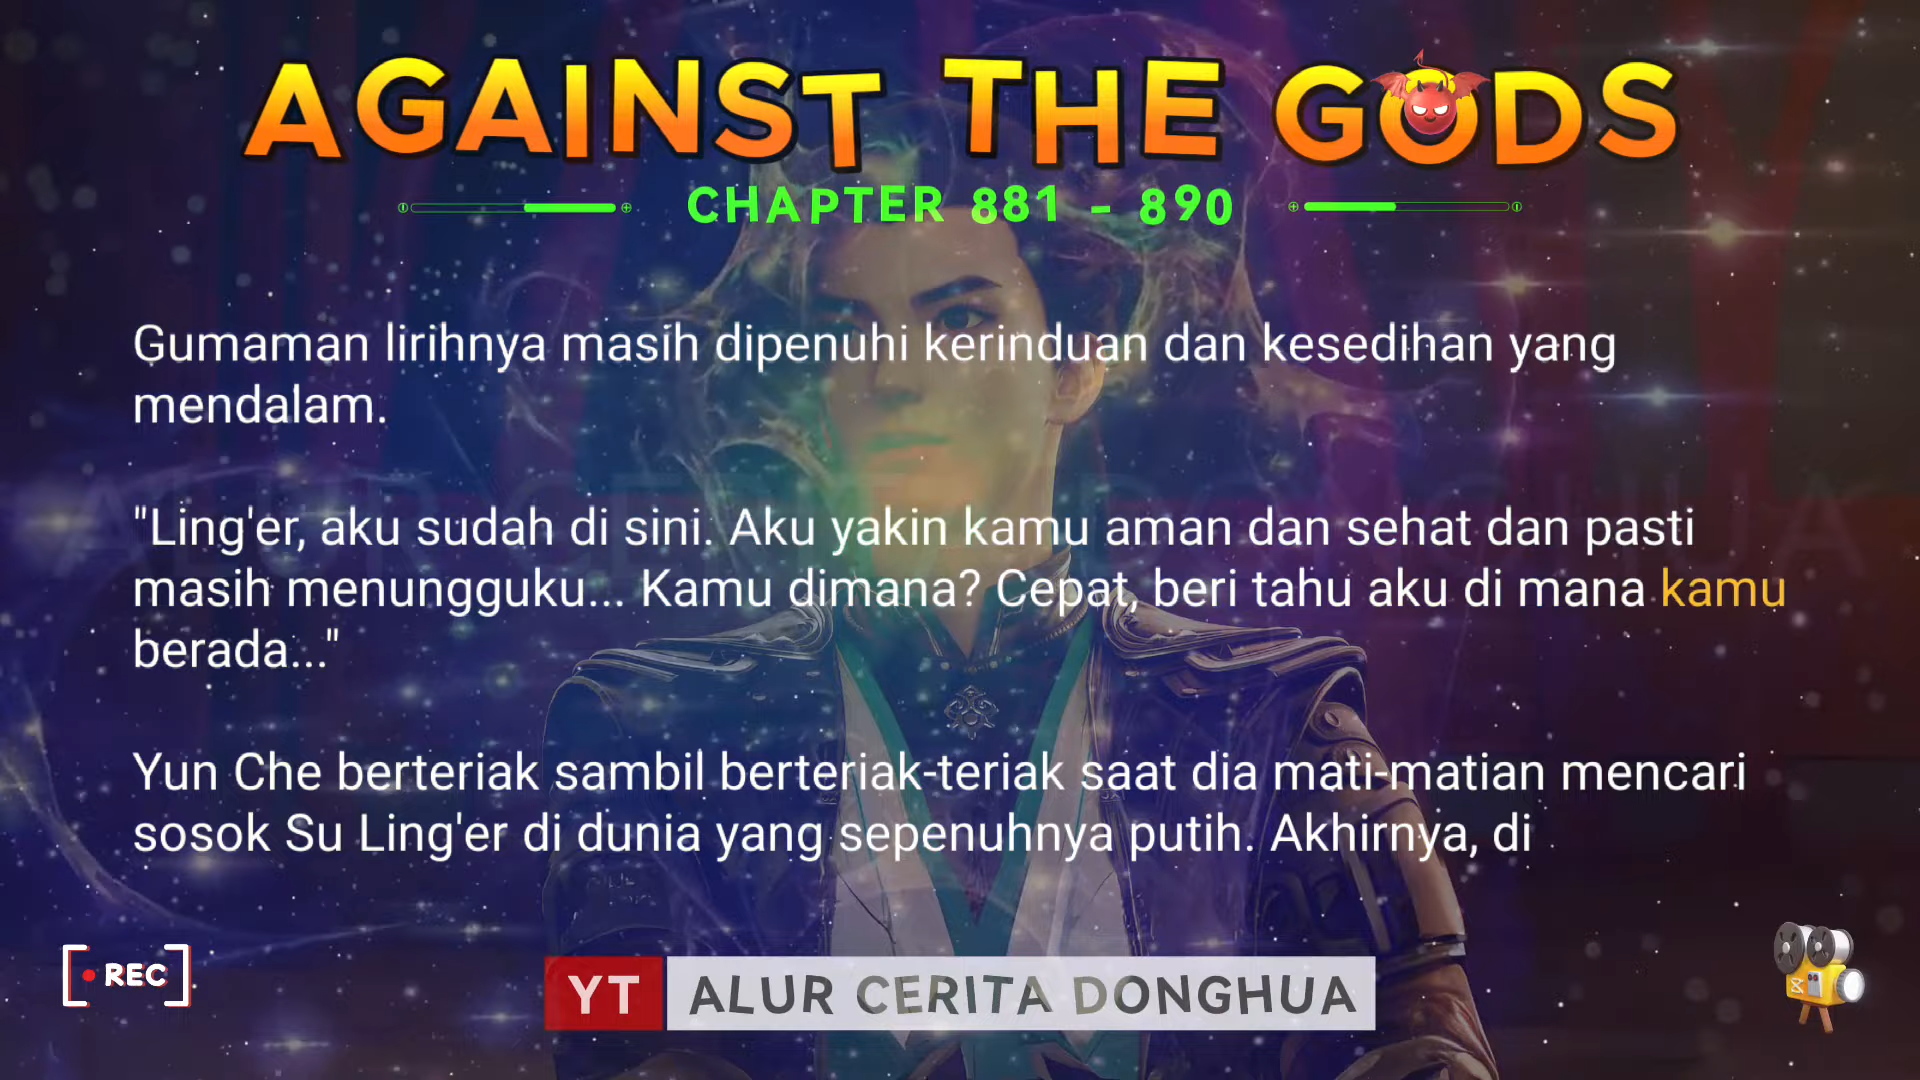 AGAINST THE GODS
CHAPTER 881 - 890
Gumaman lirihnya masih dipenuhi kerinduan dan kesedihan yang
mendalam.
"Ling'er, aku sudah di sini. Aku yakin kamu aman dan sehat dan pasti
masih menungguku... Kamu dimana? Cepat, beri tahu aku di mana kamu
berada..."
Yun Che berteriak sambil berteriak-teriak saat dia mati-matian mencari
sosok Su Ling'er di dunia yang sepenuhnya putih. Akhirnya, di
REC
YT ALUR CERITA DONGHUA